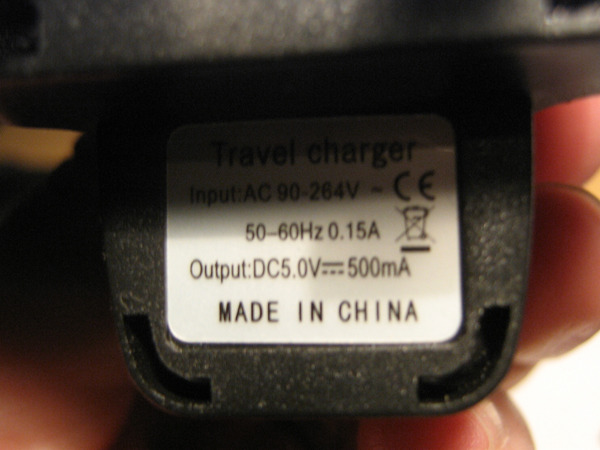 Travel charger
Input:AC 90-264V ~ CE
50-60Hz 0.15A
Output:DC5.0V⎓500mA
MADE IN CHINA